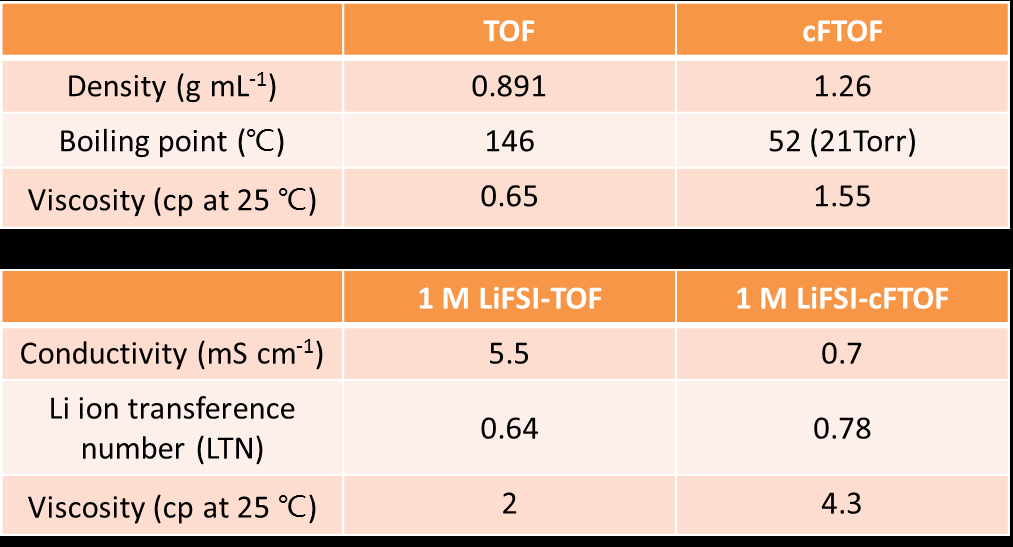 TOF cFTOF
Density (g mL-1) 0.891 1.26
Boiling point (℃) 146 52 (21Torr)
Viscosity (cp at 25 ℃) 0.65 1.55
1 M LiFSI-TOF 1 M LiFSI-cFTOF
Conductivity (mS cm-1) 5.5 0.7
Li ion transference
number (LTN) 0.64 0.78
Viscosity (cp at 25 ℃) 2 4.3